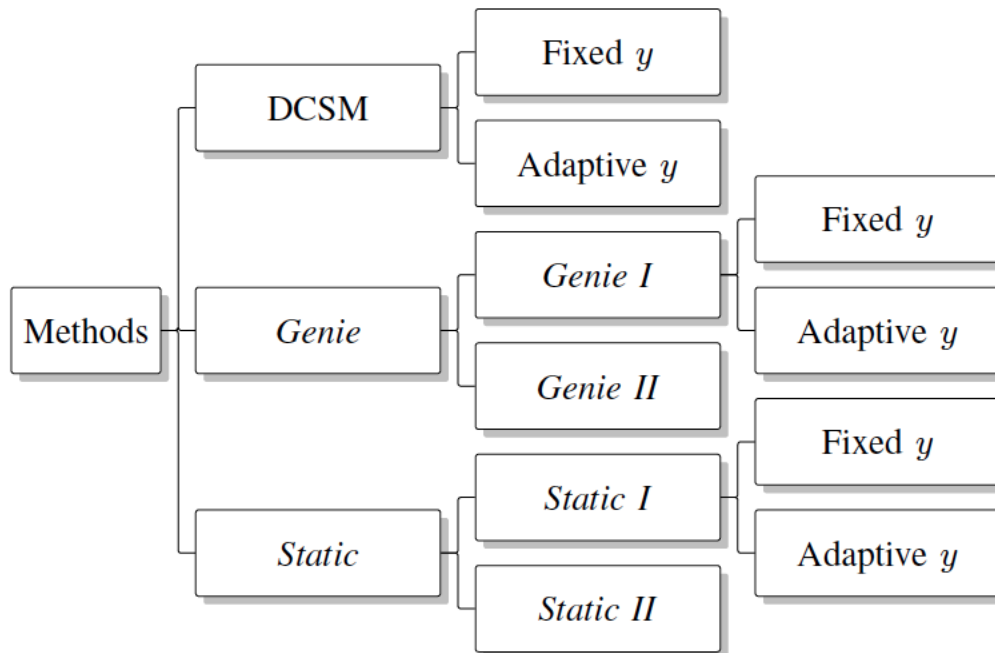 Methods
DCSM
Fixed y
Adaptive y
Genie
Genie I
Fixed y
Adaptive y
Genie II
Static
Static I
Fixed y
Adaptive y
Static II